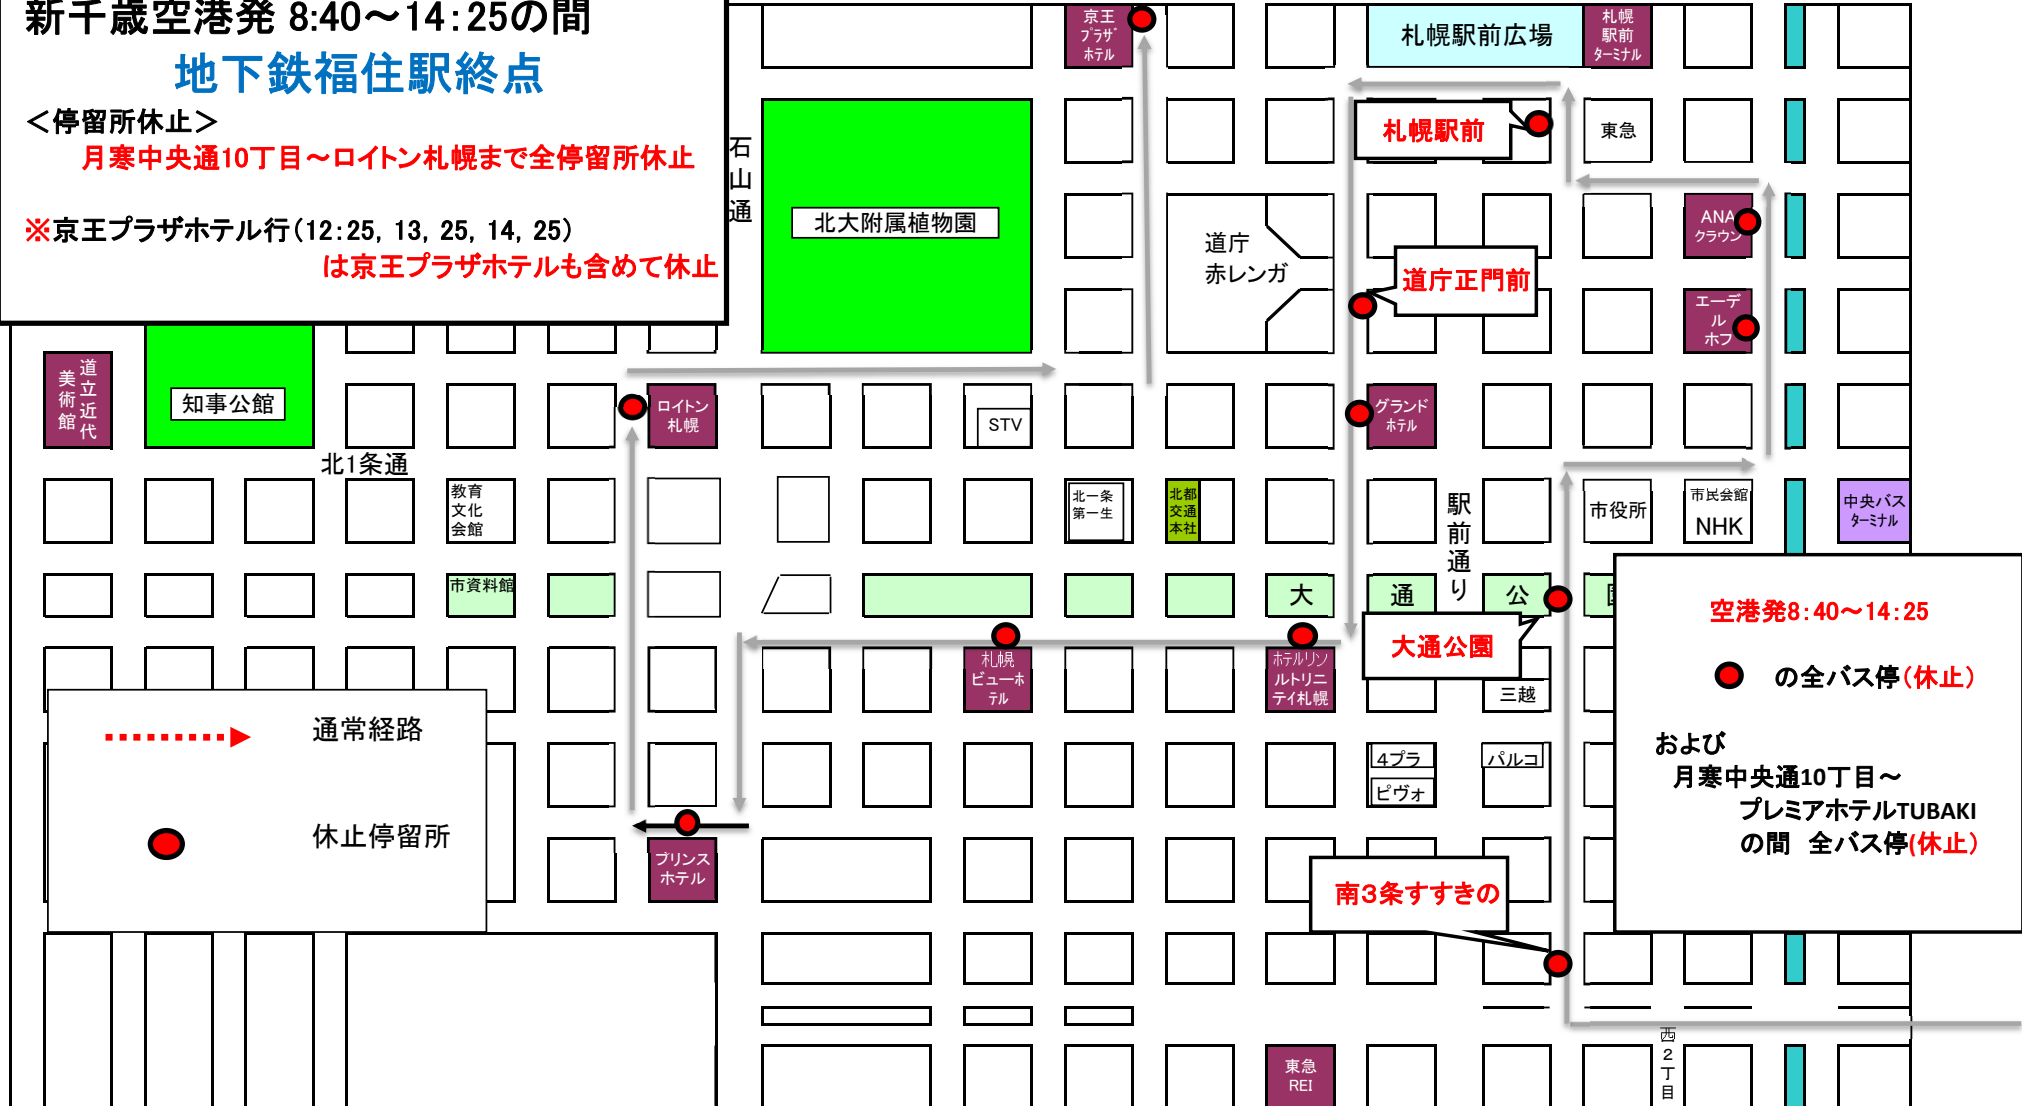 新千歳空港発 8:40～14:25の間
地下鉄福住駅終点
＜停留所休止＞
月寒中央通10丁目～ロイトン札幌まで全停留所休止
※京王プラザホテル行(12:25, 13, 25, 14, 25)
は京王プラザホテルも含めて休止
石山通
京王
プラザ
ホテル
札幌駅前広場
札幌
駅前
ターミナル
札幌駅前
東急
北大附属植物園
道庁
赤レンガ
道庁正門前
ANA
クラウン
エーデ
ル
ホフ
道立近代
美術館
知事公館
ロイトン
札幌
STV
グランド
ホテル
北1条通
教育
文化
会館
北一条
第一生
北都
交通
本社
駅前通り
市役所
市民会館
NHK
中央バス
ターミナル
市資料館
大
通
公
大通公園
札幌
ビューホ
テル
ホテルリン
ルトリニ
テイ札幌
三越
4プラ
ピヴォ
パルコ
プリンス
ホテル
南3条すすきの
通常経路
休止停留所
空港発8:40～14:25
の全バス停(休止)
および
月寒中央通10丁目～
プレミアホテルTUBAKI
の間　全バス停(休止)
西2丁目
東急
REI